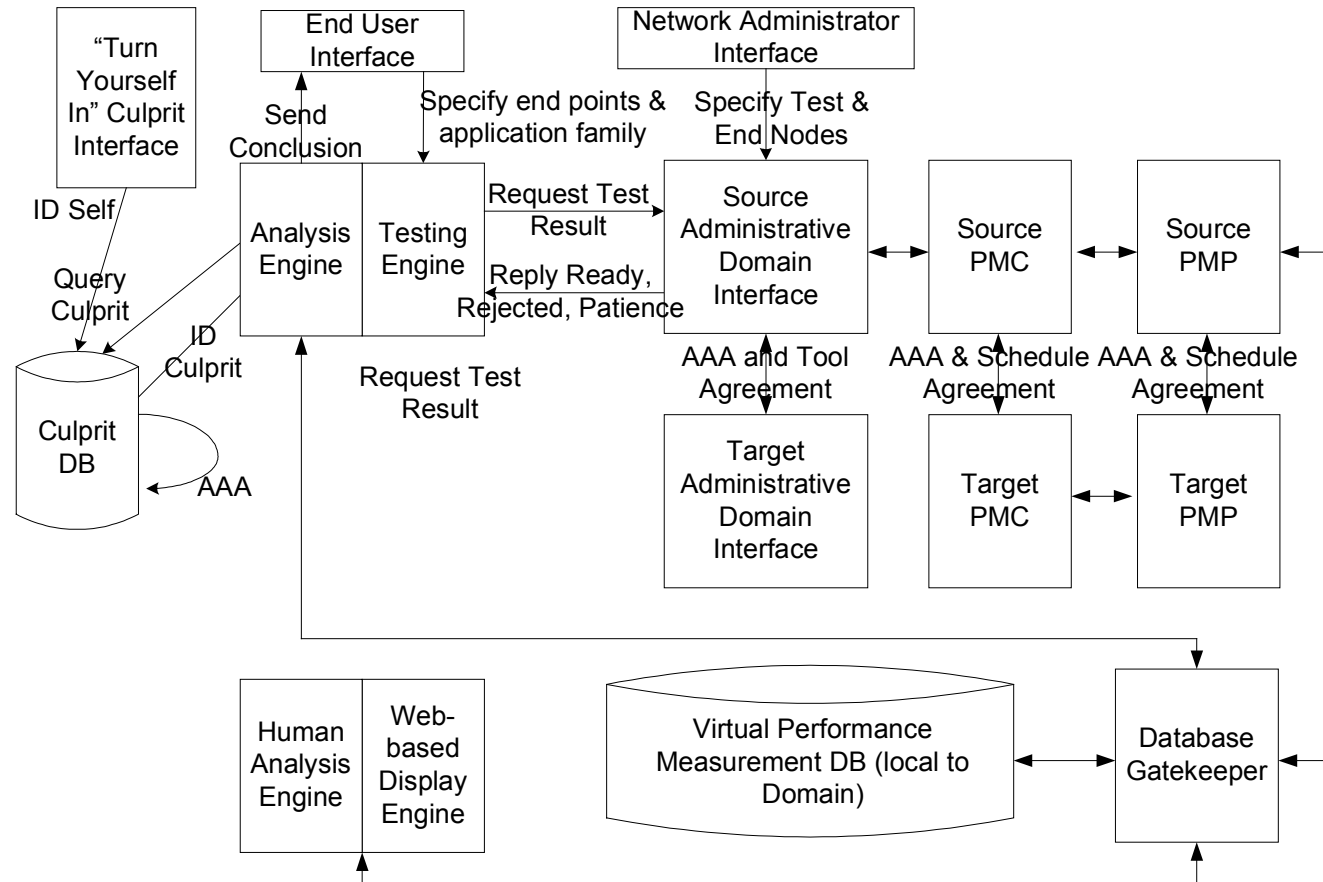 “Turn
Yourself
In” Culprit
Interface
End User
Interface
Network Administrator
Interface
Send
Conclusion
Specify end points &
application family
Specify Test &
End Nodes
ID Self
Analysis
Engine
Testing
Engine
Request Test
Result
Reply Ready,
Rejected, Patience
Source
Administrative
Domain
Interface
Source
PMC
Source
PMP
Query
Culprit
ID
Culprit
Request Test
Result
AAA and Tool
Agreement
AAA & Schedule
Agreement
AAA & Schedule
Agreement
Culprit
DB
AAA
Target
Administrative
Domain
Interface
Target
PMC
Target
PMP
Human
Analysis
Engine
Web-
based
Display
Engine
Virtual Performance
Measurement DB (local to
Domain)
Database
Gatekeeper